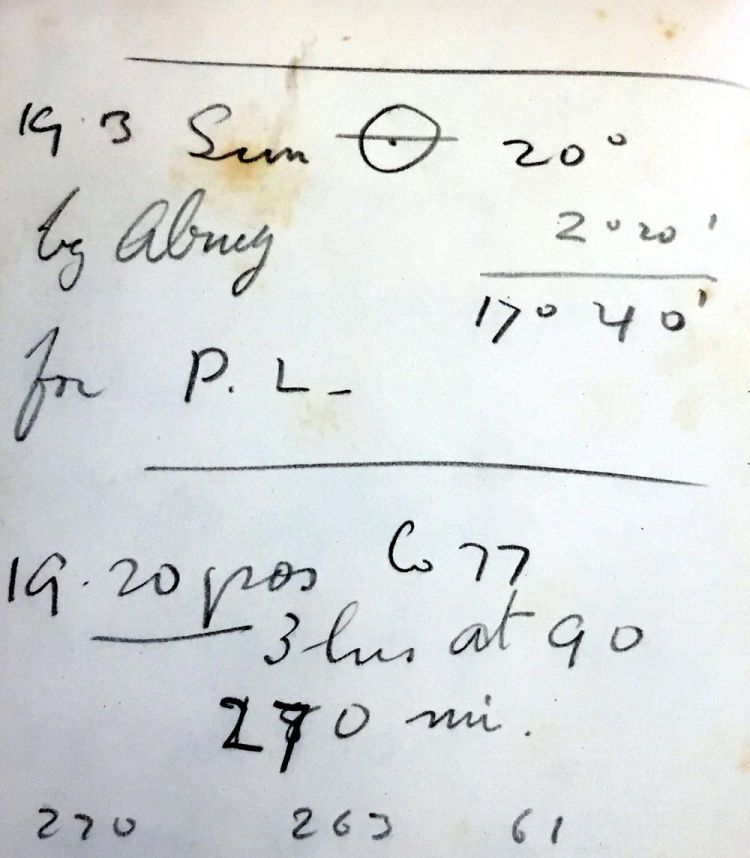 19.3 Sun 20°
by Abney 2°20'
17° 40'
for P. L.
19.20 pos Co 77
3 hrs at 90
270 mi.
270 263 61